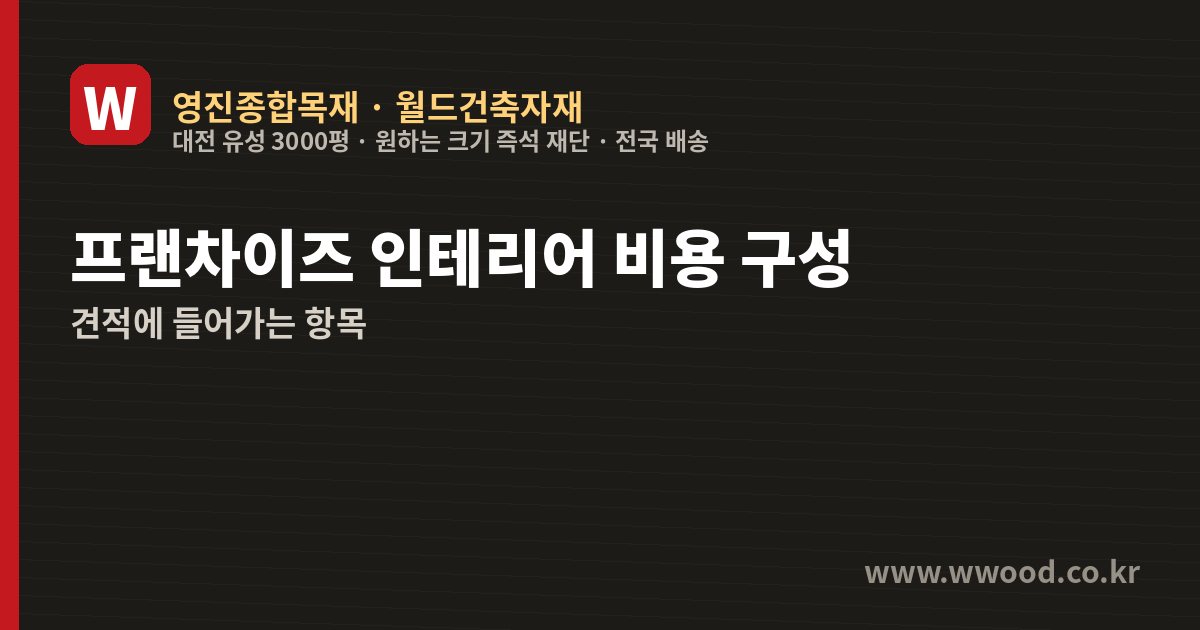 W
영진종합목재 · 월드건축자재
대전 유성 3000평 · 원하는 크기 즉석 재단 · 전국 배송
프랜차이즈 인테리어 비용 구성
견적에 들어가는 항목
www.wwood.co.kr